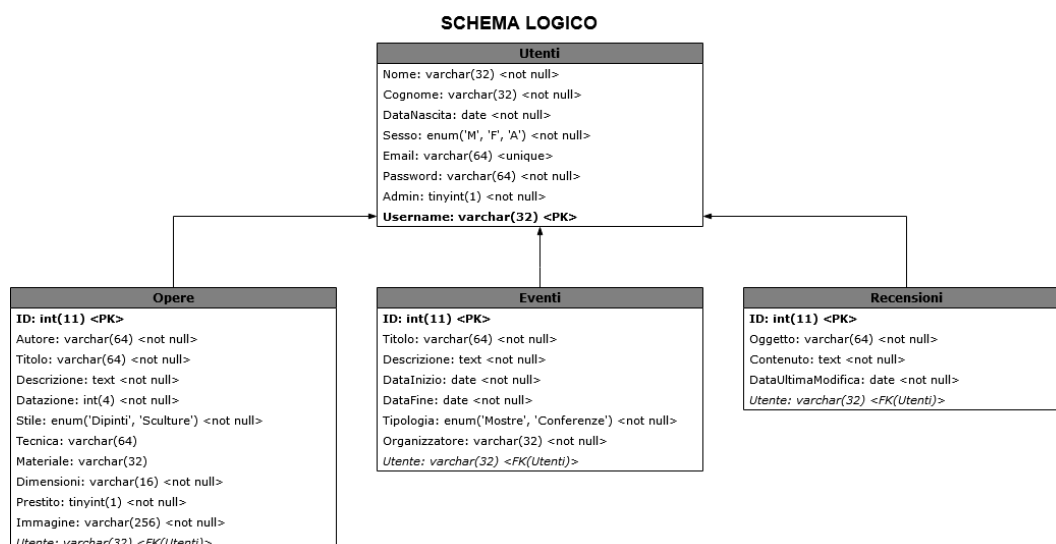 SCHEMA LOGICO
Utenti
Nome: varchar(32) <not null>
Cognome: varchar(32) <not null>
DataNascita: date <not null>
Sesso: enum('M', 'F', 'A') <not null>
Email: varchar(64) <unique>
Password: varchar(64) <not null>
Admin: tinyint(1) <not null>
Username: varchar(32) <PK>
Opere
ID: int(11) <PK>
Autore: varchar(64) <not null>
Titolo: varchar(64) <not null>
Descrizione: text <not null>
Datazione: int(4) <not null>
Stile: enum('Dipinti', 'Sculture') <not null>
Tecnica: varchar(64)
Materiale: varchar(32)
Dimensioni: varchar(16) <not null>
Prestito: tinyint(1) <not null>
Immagine: varchar(256) <not null>
Utente: varchar(32) <FK(Utenti)>
Eventi
ID: int(11) <PK>
Titolo: varchar(64) <not null>
Descrizione: text <not null>
DataInizio: date <not null>
DataFine: date <not null>
Tipologia: enum('Mostre', 'Conferenze') <not null>
Organizzatore: varchar(32) <not null>
Utente: varchar(32) <FK(Utenti)>
Recensioni
ID: int(11) <PK>
Oggetto: varchar(64) <not null>
Contenuto: text <not null>
DataUltimaModifica: date <not null>
Utente: varchar(32) <FK(Utenti)>